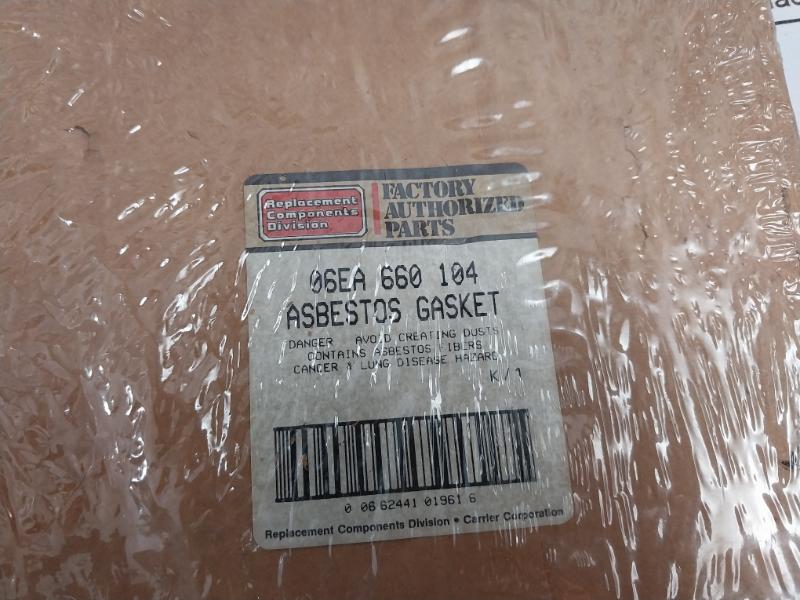 Replacement
Components
Division
FACTORY
AUTHORIZED
PARTS
06EA 660 104
ASBESTOS GASKET
DANGER AVOID CREATING DUSTS
CONTAINS ASBESTOS FIBERS
CANCER & LUNG DISEASE HAZARD
K/1
0 06 62441 01961 6
Replacement Components Division • Carrier Corporation